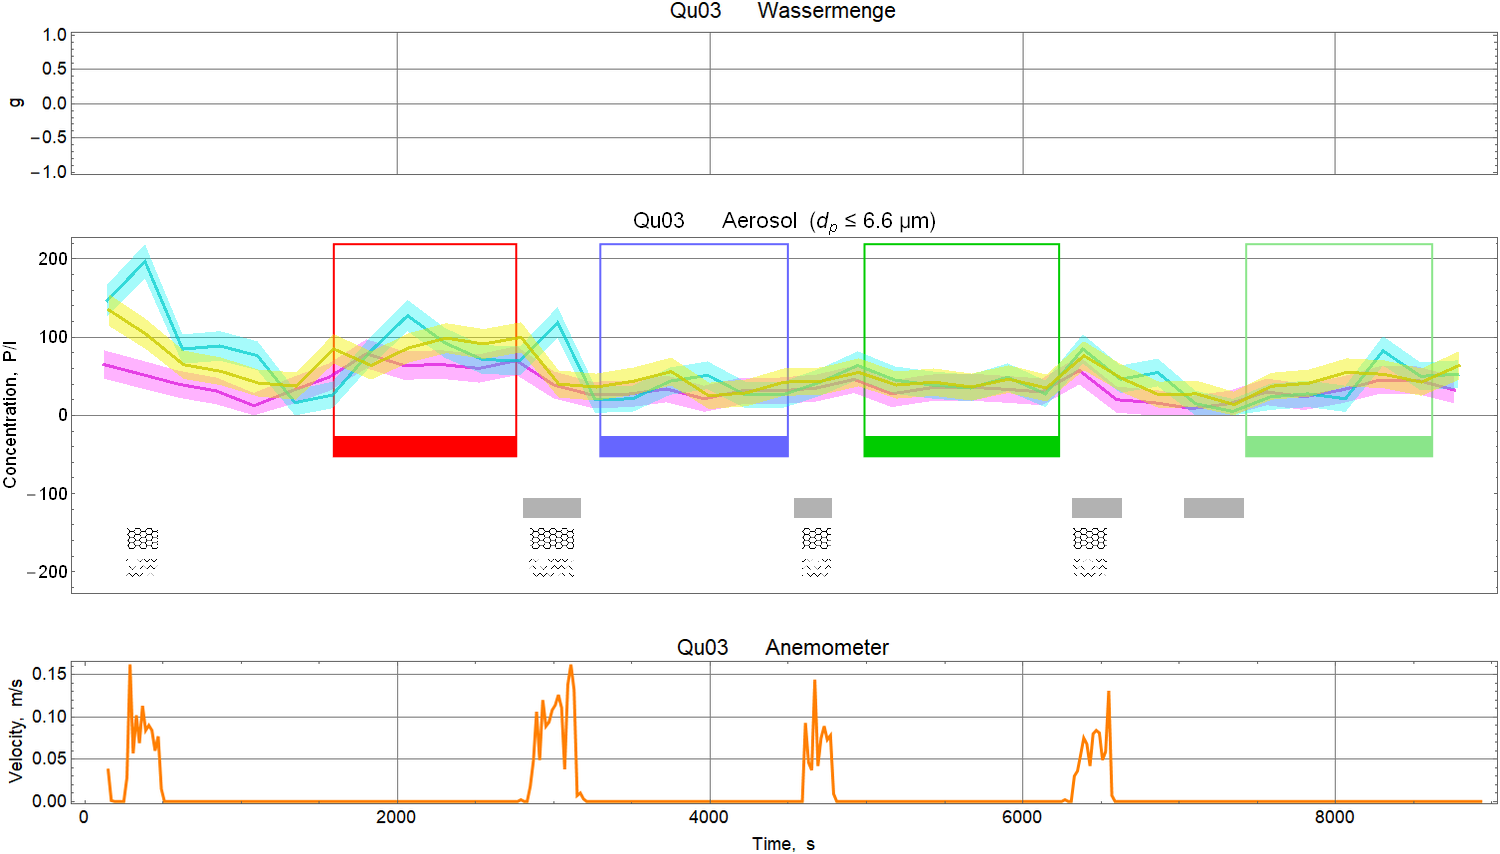 Qu03 Wassermenge
1.0
0.5
0.0
−0.5
−1.0
g
Qu03 Aerosol (dp ≤ 6.6 μm)
200
100
0
−100
−200
Concentration, P/l
Qu03 Anemometer
0.15
0.10
0.05
0.00
Velocity, m/s
0 2000 4000 6000 8000
Time, s